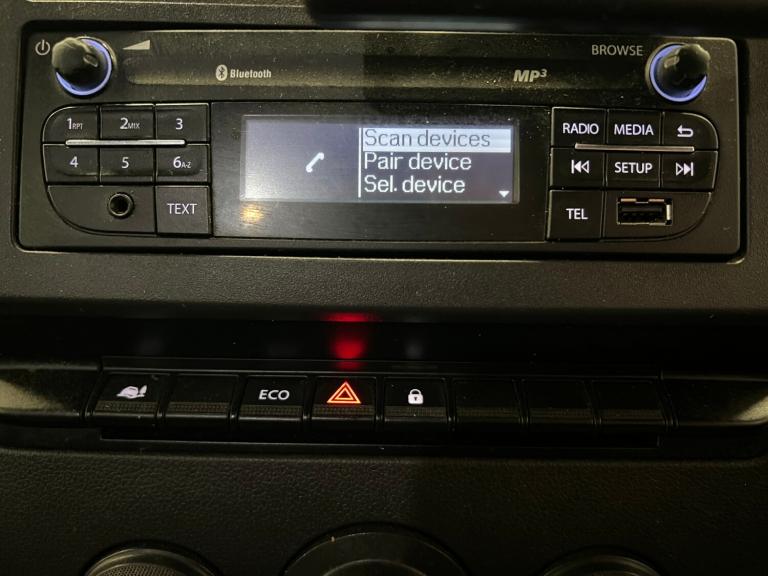 BROWSE
Bluetooth
MP3
1RPT
2MIX
3
4
5
6A-Z
TEXT
Scan devices
Pair device
Sel. device
RADIO
MEDIA
SETUP
TEL
ECO